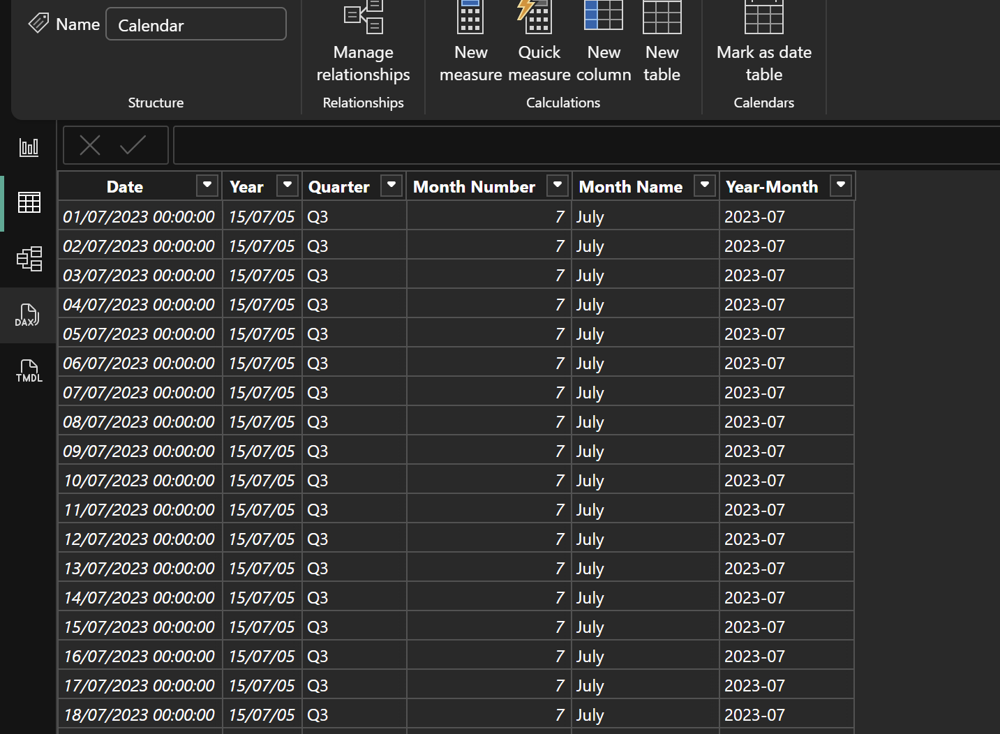 Name Calendar
Manage relationships
New measure
Quick measure
New column
New table
Mark as date table
Structure
Relationships
Calculations
Calendars
DAX
TMDL
Date Year Quarter Month Number Month Name Year-Month
01/07/2023 00:00:00 15/07/05 Q3 7 July 2023-07
02/07/2023 00:00:00 15/07/05 Q3 7 July 2023-07
03/07/2023 00:00:00 15/07/05 Q3 7 July 2023-07
04/07/2023 00:00:00 15/07/05 Q3 7 July 2023-07
05/07/2023 00:00:00 15/07/05 Q3 7 July 2023-07
06/07/2023 00:00:00 15/07/05 Q3 7 July 2023-07
07/07/2023 00:00:00 15/07/05 Q3 7 July 2023-07
08/07/2023 00:00:00 15/07/05 Q3 7 July 2023-07
09/07/2023 00:00:00 15/07/05 Q3 7 July 2023-07
10/07/2023 00:00:00 15/07/05 Q3 7 July 2023-07
11/07/2023 00:00:00 15/07/05 Q3 7 July 2023-07
12/07/2023 00:00:00 15/07/05 Q3 7 July 2023-07
13/07/2023 00:00:00 15/07/05 Q3 7 July 2023-07
14/07/2023 00:00:00 15/07/05 Q3 7 July 2023-07
15/07/2023 00:00:00 15/07/05 Q3 7 July 2023-07
16/07/2023 00:00:00 15/07/05 Q3 7 July 2023-07
17/07/2023 00:00:00 15/07/05 Q3 7 July 2023-07
18/07/2023 00:00:00 15/07/05 Q3 7 July 2023-07